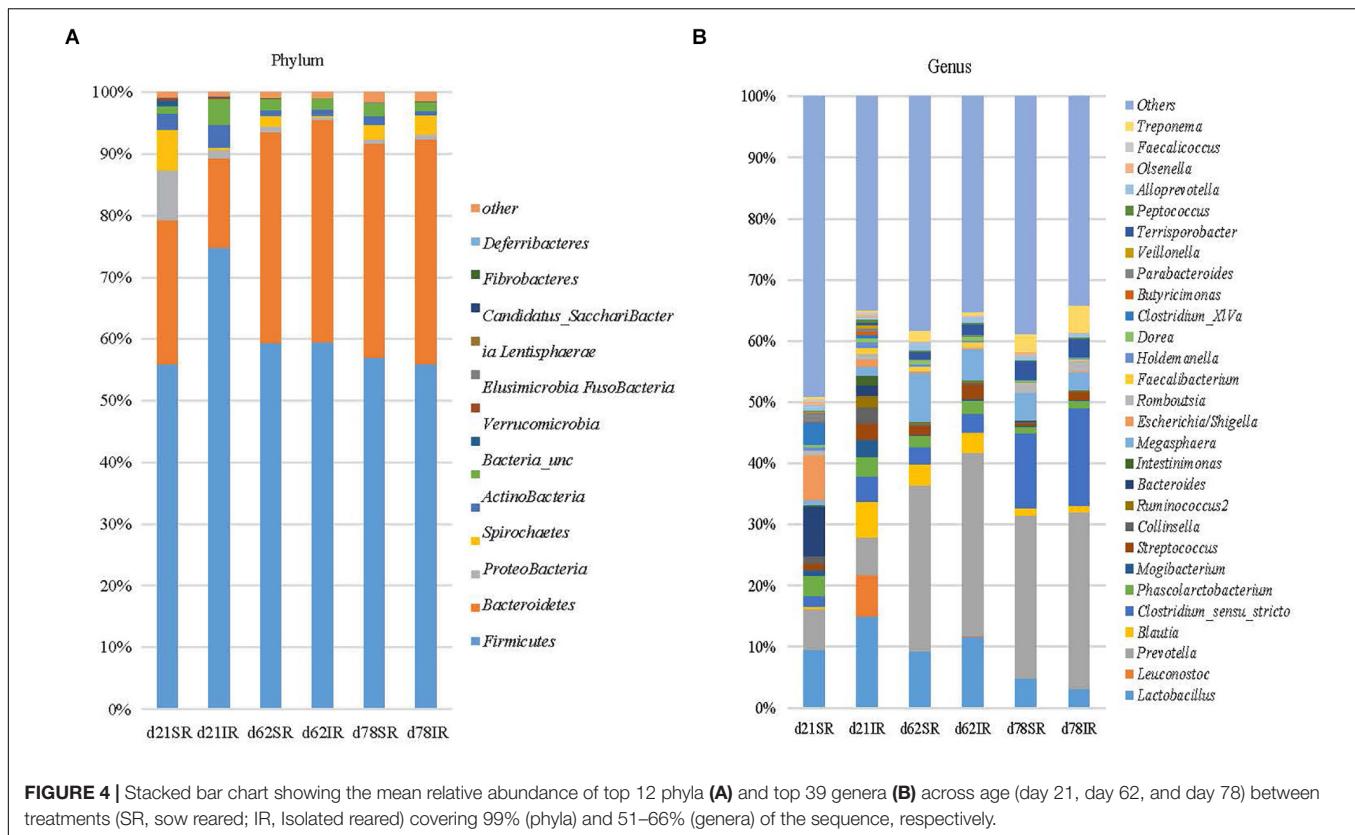 A
Phylum
100%
90%
80%
70%
60%
50%
40%
30%
20%
10%
0%
d21SR d21IR d62SR d62IR d78SR d78IR
other
Deferribacteres
Fibrobacteres
Candidatus_SacchariBacter
ia Lentisphaerae
Elusimicrobia FusoBacteria
Verrucomicrobia
Bacteria_unc
ActinoBacteria
Spirochaetes
ProteoBacteria
Bacteroidetes
Firmicutes
B
Genus
100%
90%
80%
70%
60%
50%
40%
30%
20%
10%
0%
d21SR d21IR d62SR d62IR d78SR d78IR
Others
Treponema
Faecalicoccus
Olsenella
Alloprevotella
Peptococcus
Terrisporobacter
Veillonella
Parabacteroides
Butyricimonas
Clostridium_XlVa
Dorea
Holdemanella
Faecalibacterium
Romboutsia
Escherichia/Shigella
Megasphaera
Intestinimonas
Bacteroides
Ruminococcus2
Collinsella
Streptococcus
Mogibacterium
Phascolarctobacterium
Clostridium_sensu_stricto
Blautia
Prevotella
Leuconostoc
Lactobacillus
FIGURE 4 | Stacked bar chart showing the mean relative abundance of top 12 phyla (A) and top 39 genera (B) across age (day 21, day 62, and day 78) between
treatments (SR, sow reared; IR, Isolated reared) covering 99% (phyla) and 51–66% (genera) of the sequence, respectively.